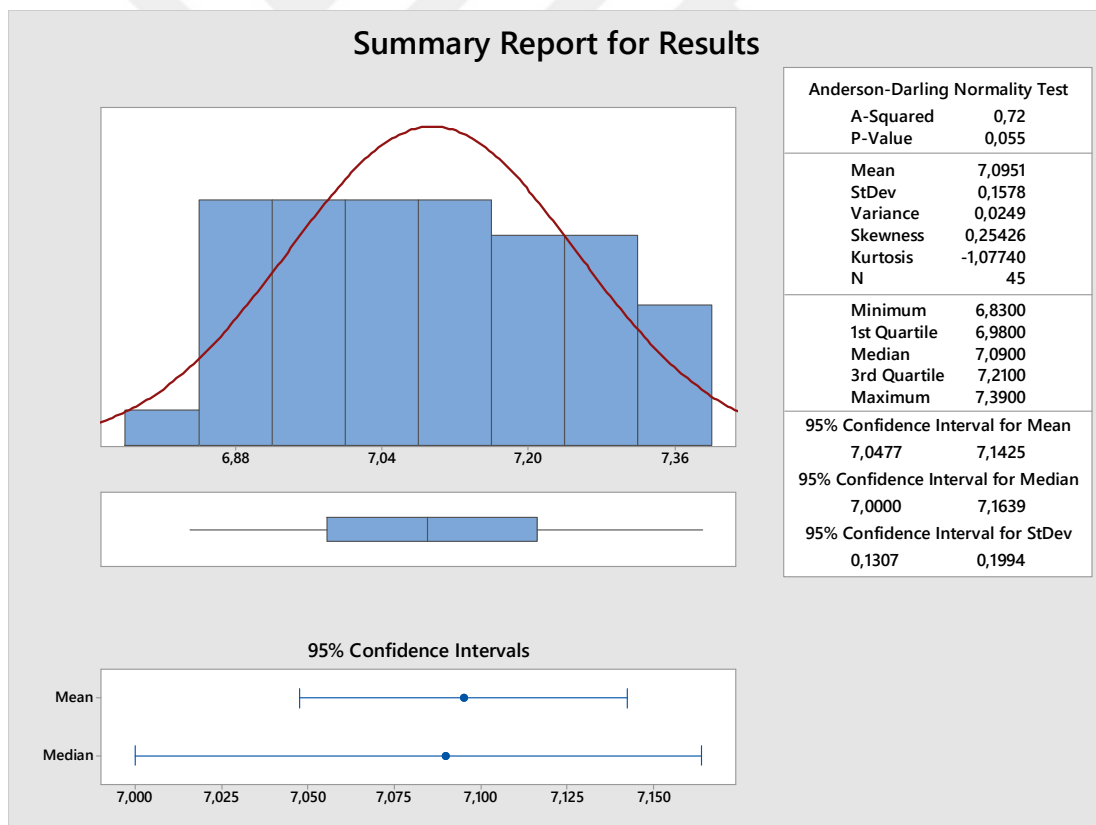 Summary Report for Results
6,88 7,04 7,20 7,36
Anderson-Darling Normality Test
A-Squared 0,72
P-Value 0,055
Mean 7,0951
StDev 0,1578
Variance 0,0249
Skewness 0,25426
Kurtosis -1,07740
N 45
Minimum 6,8300
1st Quartile 6,9800
Median 7,0900
3rd Quartile 7,2100
Maximum 7,3900
95% Confidence Interval for Mean
7,0477 7,1425
95% Confidence Interval for Median
7,0000 7,1639
95% Confidence Interval for StDev
0,1307 0,1994
95% Confidence Intervals
Mean
Median
7,000 7,025 7,050 7,075 7,100 7,125 7,150